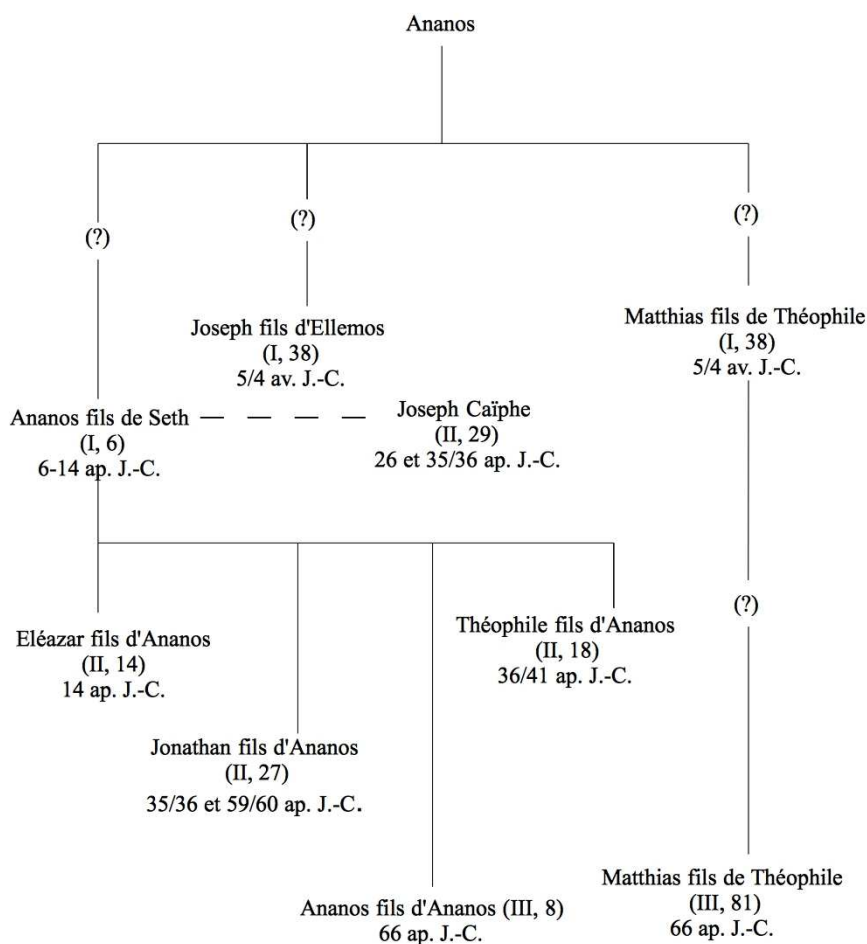 Ananos
(?)
(?)
(?)
Joseph fils d'Ellemos
(I, 38)
5/4 av. J.-C.
Matthias fils de Théophile
(I, 38)
5/4 av. J.-C.
Ananos fils de Seth
(I, 6)
6-14 ap. J.-C.
Joseph Caïphe
(II, 29)
26 et 35/36 ap. J.-C.
(?)
Eléazar fils d'Ananos
(II, 14)
14 ap. J.-C.
Théophile fils d'Ananos
(II, 18)
36/41 ap. J.-C.
Jonathan fils d'Ananos
(II, 27)
35/36 et 59/60 ap. J.-C.
Ananos fils d'Ananos (III, 8)
66 ap. J.-C.
Matthias fils de Théophile
(III, 81)
66 ap. J.-C.